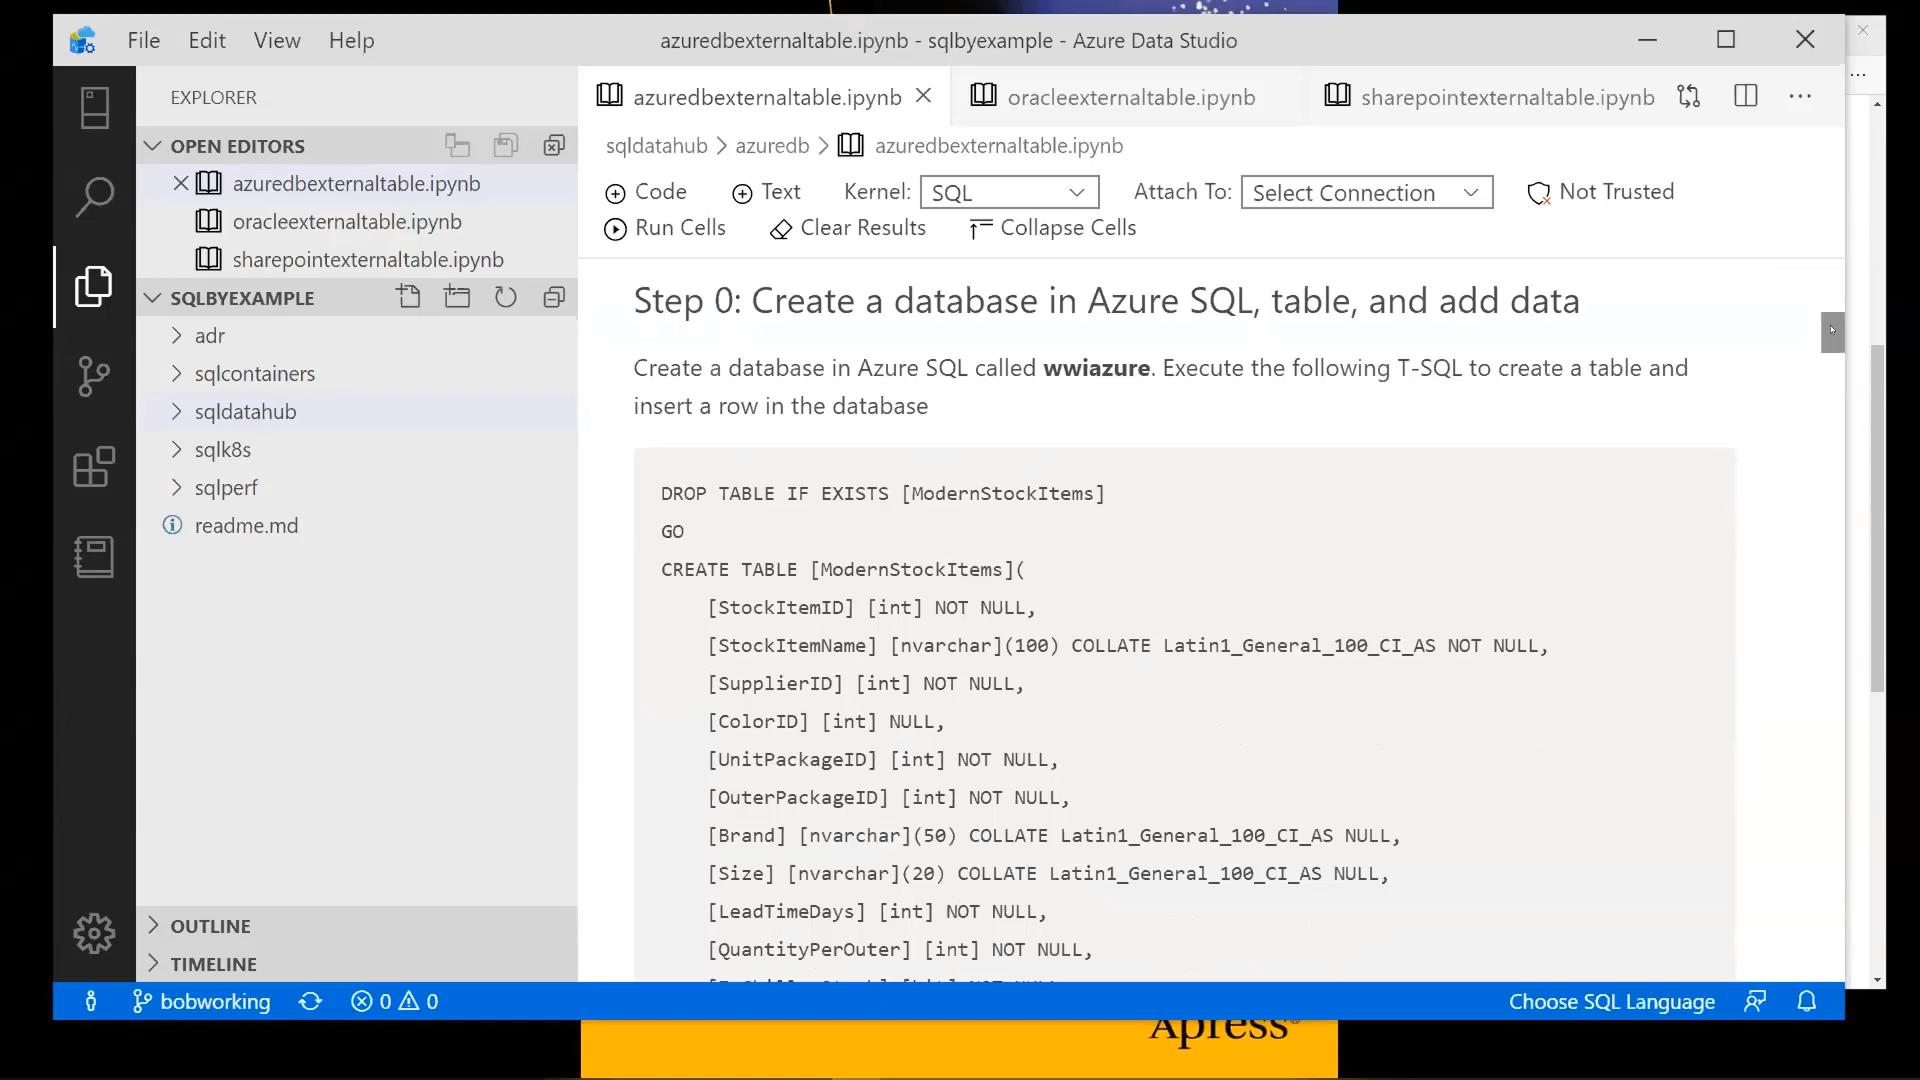 File Edit View Help
azuredbexternaltable.ipynb - sqlbyexample - Azure Data Studio
EXPLORER
OPEN EDITORS
azuredbexternaltable.ipynb
oracleexternaltable.ipynb
sharepointexternaltable.ipynb
SQLBYEXAMPLE
adr
sqlcontainers
sqldatahub
sqlk8s
sqlperf
readme.md
OUTLINE
TIMELINE
azuredbexternaltable.ipynb
oracleexternaltable.ipynb
sharepointexternaltable.ipynb
sqldatahub > azuredb > azuredbexternaltable.ipynb
Code Text Kernel: SQL Attach To: Select Connection Not Trusted
Run Cells Clear Results Collapse Cells
Step 0: Create a database in Azure SQL, table, and add data
Create a database in Azure SQL called wwiazure. Execute the following T-SQL to create a table and
insert a row in the database
DROP TABLE IF EXISTS [ModernStockItems]
GO
CREATE TABLE [ModernStockItems](
[StockItemID] [int] NOT NULL,
[StockItemName] [nvarchar](100) COLLATE Latin1_General_100_CI_AS NOT NULL,
[SupplierID] [int] NOT NULL,
[ColorID] [int] NULL,
[UnitPackageID] [int] NOT NULL,
[OuterPackageID] [int] NOT NULL,
[Brand] [nvarchar](50) COLLATE Latin1_General_100_CI_AS NULL,
[Size] [nvarchar](20) COLLATE Latin1_General_100_CI_AS NULL,
[LeadTimeDays] [int] NOT NULL,
[QuantityPerOuter] [int] NOT NULL,
bobworking 0 0
Choose SQL Language
Apress®